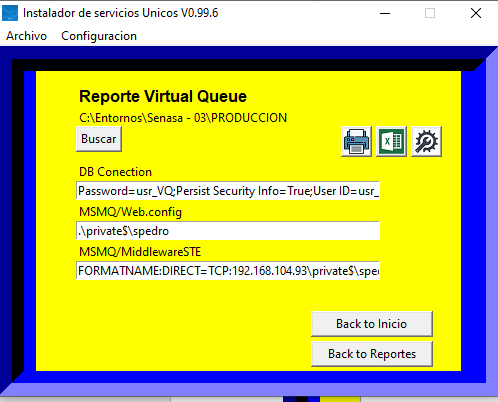 Instalador de servicios Unicos V0.99.6
Archivo Configuracion
Reporte Virtual Queue
C:\Entornos\Senasa - 03\PRODUCCION
Buscar
DB Conection
Password=usr_VQ;Persist Security Info=True;User ID=usr_
MSMQ/Web.config
.\private$\spedro
MSMQ/MiddlewareSTE
FORMATNAME:DIRECT=TCP:192.168.104.93\private$\sped
Back to Inicio
Back to Reportes